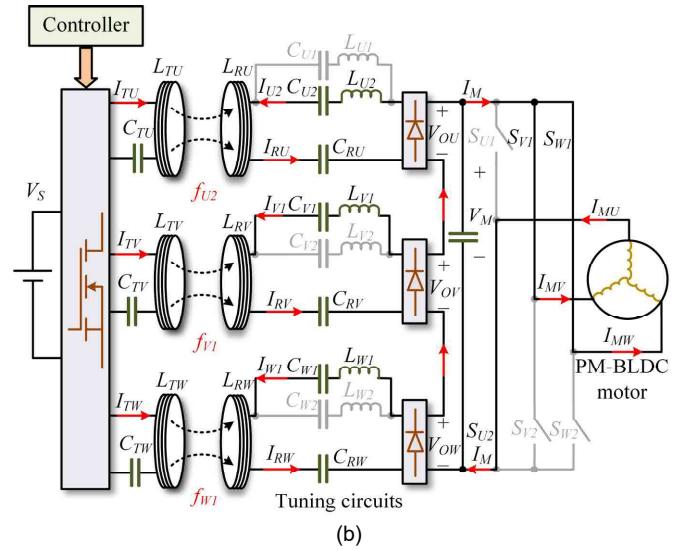 Controller
I_TU L_TU L_RU C_U1 L_U1
I_U2 C_U2 L_U2
C_TU I_RU C_RU V_OU
f_U2
I_M S_U1 S_V1 S_W1
V_S
I_TV L_TV L_RV I_V1 C_V1 L_V1
C_V2 L_V2
C_TV I_RV C_RV V_OV
f_V1
+ − + − + − + −
V_M
I_MU
I_MV
I_MW
PM-BLDC
motor
I_TW L_TW L_RW I_W1 C_W1 L_W1
C_W2 L_W2
C_TW I_RW C_RW V_OW
f_W1
S_U2 S_V2 S_W2
I_M
Tuning circuits
(b)